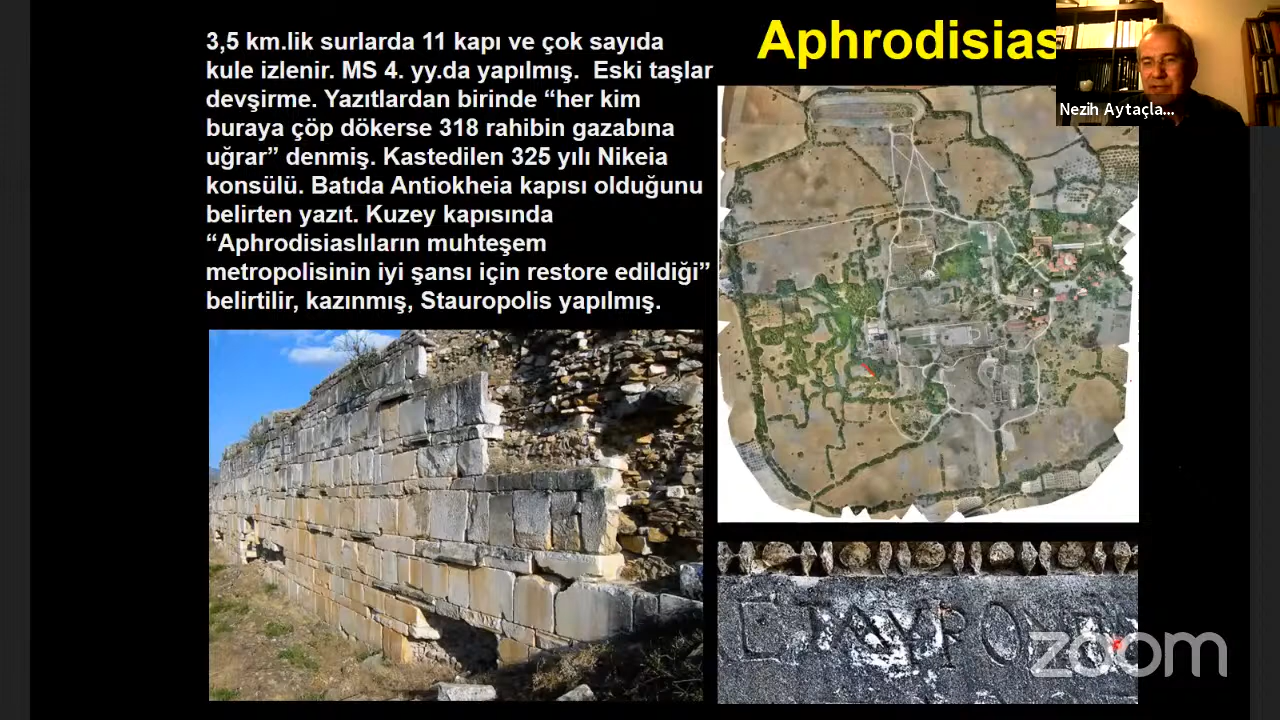 Aphrodisias
3,5 km.lik surlarda 11 kapı ve çok sayıda
kule izlenir. MS 4. yy.da yapılmış.  Eski taşlar
devşirme. Yazıtlardan birinde “her kim
buraya çöp dökerse 318 rahibin gazabına
uğrar” denmiş. Kastedilen 325 yılı Nikeia
konsülü. Batıda Antiokheia kapısı olduğunu
belirten yazıt. Kuzey kapısında
“Aphrodisiaslıların muhteşem
metropolisinin iyi şansı için restore edildiği”
belirtilir, kazınmış, Stauropolis yapılmış.
Nezih Aytaçla...
zoom